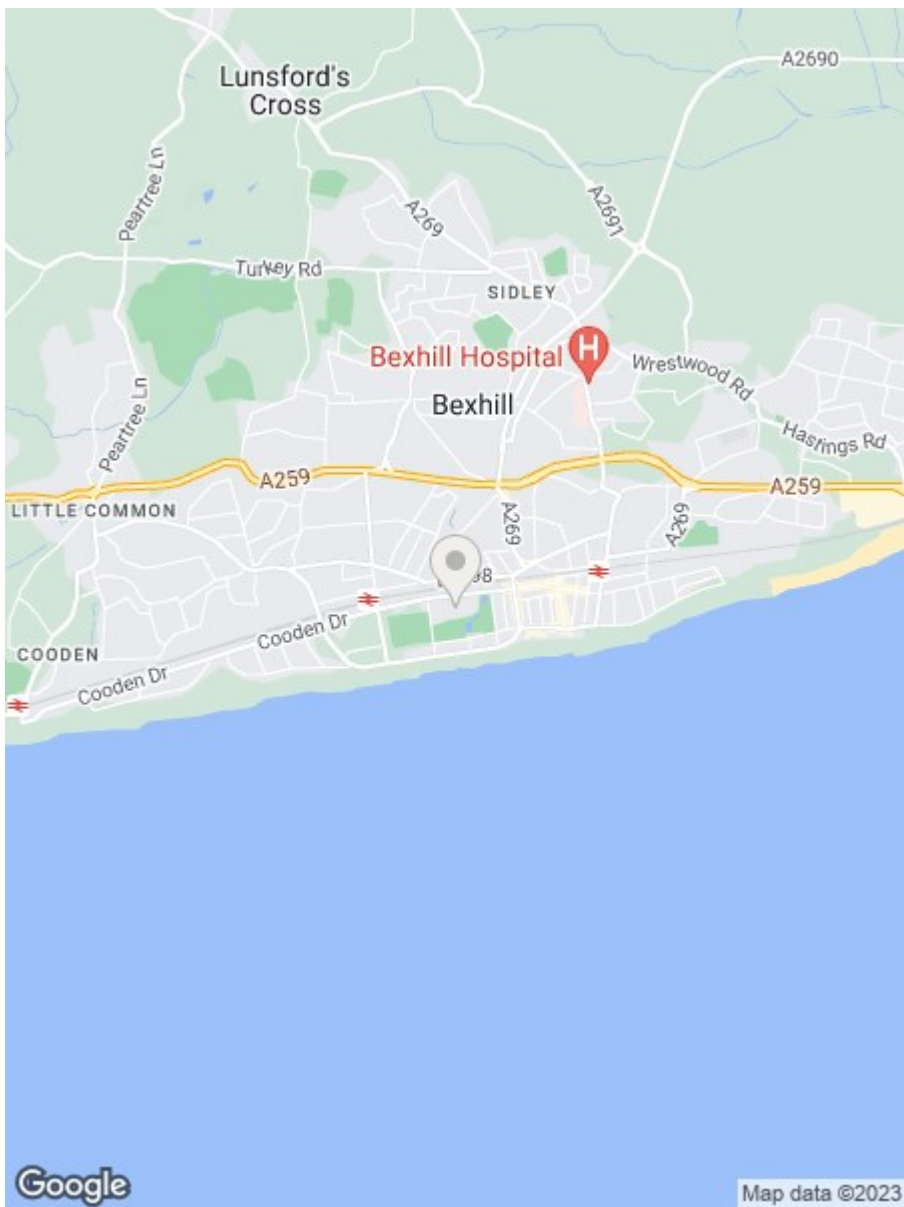 A2690
Lunsford's
Cross
Peartree Ln
A269
A2691
Turkey Rd
SIDLEY
Bexhill Hospital
H
Wrestwood Rd
Peartree Ln
Bexhill
Hastings Rd
A259
A259
LITTLE COMMON
A269
A269
98
Cooden Dr
COODEN
Cooden Dr
Google
Map data ©2023